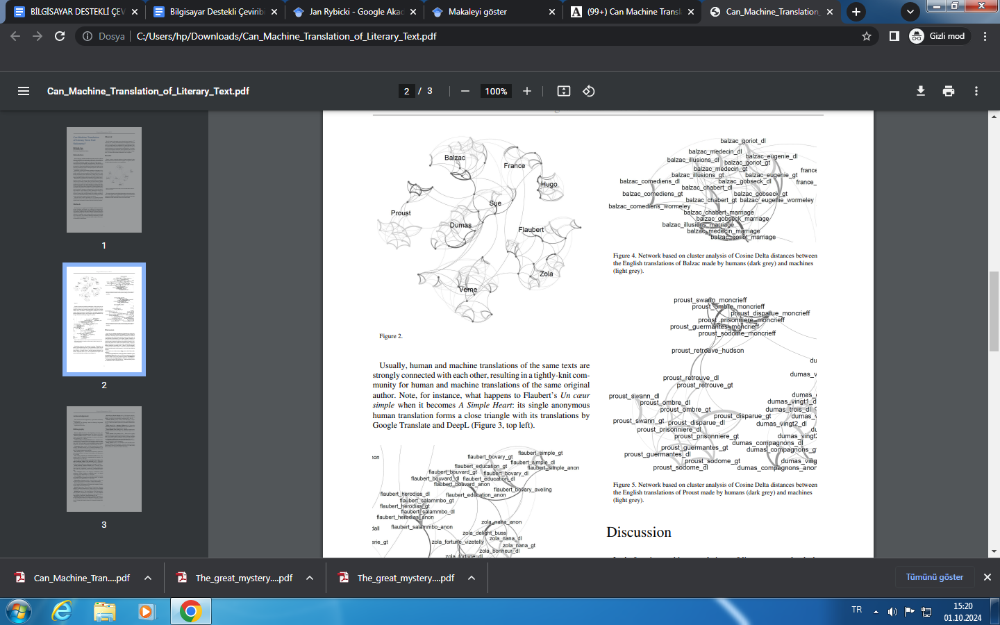 BİLGİSAYAR DESTEKLİ ÇEV
Bilgisayar Destekli Çeviribi
Jan Rybicki - Google Akad
Makaleyi göster
(99+) Can Machine Transl
Can_Machine_Translation_
Dosya
C:/Users/hp/Downloads/Can_Machine_Translation_of_Literary_Text.pdf
Gizli mod
Can_Machine_Translation_of_Literary_Text.pdf
2 / 3
100%
1
2
3
Balzac
France
Hugo
Sue
Proust
Dumas
Flaubert
Zola
Verne
Figure 2.
Usually, human and machine translations of the same texts are
strongly connected with each other, resulting in a tightly-knit com-
munity for human and machine translations of the same original
author. Note, for instance, what happens to Flaubert's Un cœur
simple when it becomes A Simple Heart: its single anonymous
human translation forms a close triangle with its translations by
Google Translate and DeepL (Figure 3, top left).
non
flaubert_simple_gt
flaubert_bovary_gt
flaubert_simple_dl
flaubert_education_gt
flaubert_simple_anon
flaubert_bouvard_gt
flaubert_bovary_dl
flaubert_bouvard_dl
flaubert_education_dl
flaubert_bouvard_anon
flaubert_bovary_aveling
flaubert_herodias_dl
flaubert_education_anon
flaubert_salammbo_gt
flaubert_herodias_gt
flaubert_salammbo_dl
flaubert_herodias_anon
zola_nana_anon
dall
flaubert_salammbo_anon
zola_delight_buss
zola_nana_dl
erie_gt
zola_fortune_vizetelly
zola_nana_gt
zola_bonheur_dl
zola_fortune_dl
balzac_goriot_dl
balzac_medecin_dl
balzac_eugenie_dl
balzac_illusions_dl
balzac_goriot_gt
balzac_medecin_gt
france
balzac_illusions_gt
balzac_eugenie_gt
balzac_comediens_dl
balzac_gobseck_dl
france_
balzac_chabert_dl
balzac_comediens_gt
balzac_gobseck_gt
balzac_chabert_gt
balzac_eugenie_wormeley
balzac_comediens_wormeley
balzac_chabert_marriage
balzac_gobseck_marriage
balzac_illusions_marriage
balzac_medecin_marriage
balzac_goriot_marriage
Figure 4. Network based on cluster analysis of Cosine Delta distances between
the English translations of Balzac made by humans (dark grey) and machines
(light grey).
proust_swann_moncrieff
proust_ombre_moncrieff
proust_disparue_moncrieff
proust_prisonniere_moncrieff
proust_guermantes_moncrieff
proust_sodome_moncrieff
proust_retrouve_hudson
du
dumas_v
proust_retrouve_dl
proust_retrouve_gt
proust_swann_dl
dumas_
proust_ombre_dl
dumas_vingt1_d
proust_ombre_gt
dumas_trois_dl
proust_disparue_gt
dumas_
proust_swann_gt
proust_disparue_dl
dumas_vingt2_dl
proust_prisonniere_dl
du
proust_prisonniere_gt
dumas_vingt2
dumas_compagnons_dl
proust_guermantes_gt
dumas_compagnons_g
proust_guermantes_dl
proust_sodome_gt
dumas_ving
proust_sodome_dl
dumas_compagnons_anor
Figure 5. Network based on cluster analysis of Cosine Delta distances between
the English translations of Proust made by humans (dark grey) and machines
(light grey).
Discussion
Can_Machine_Tran....pdf
The_great_mystery....pdf
The_great_mystery....pdf
Tümünü göster
TR
15:20
01.10.2024